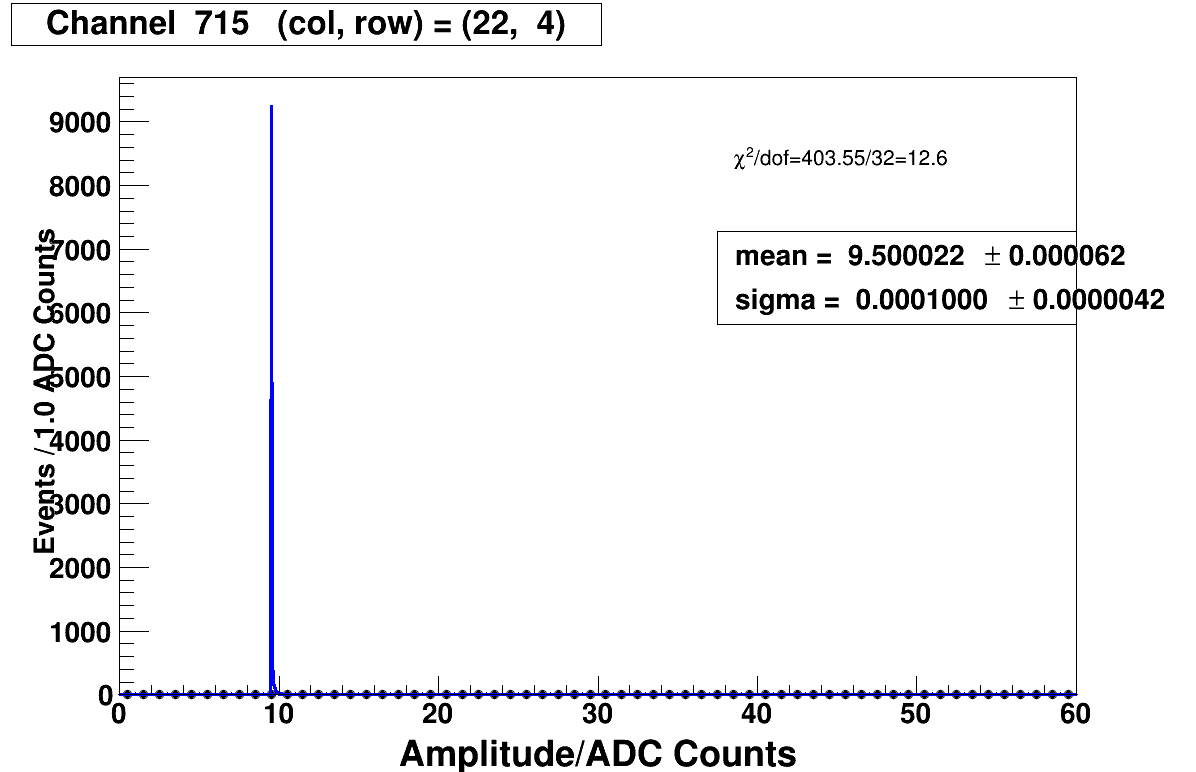 Channel 715 (col, row) = (22, 4)
χ²/dof=403.55/32=12.6
mean = 9.500022 ± 0.000062
sigma = 0.0001000 ± 0.0000042
Events / 1.0 ADC Counts
9000
8000
7000
6000
5000
4000
3000
2000
1000
0
0 10 20 30 40 50 60
Amplitude/ADC Counts